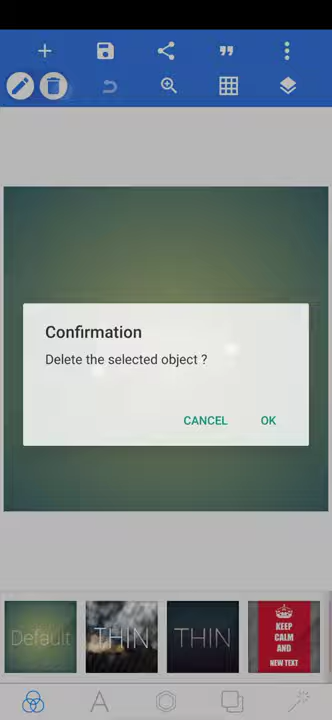 Confirmation
Delete the selected object ?
CANCEL OK
Default
THIN
THIN
KEEP
CALM
AND
NEW TEXT